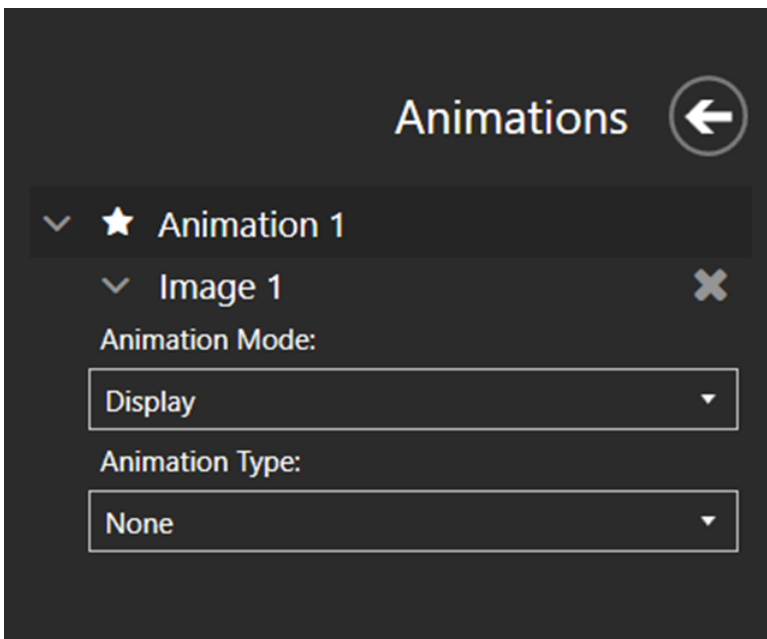 Animations
Animation 1
Image 1
Animation Mode:
Display
Animation Type:
None